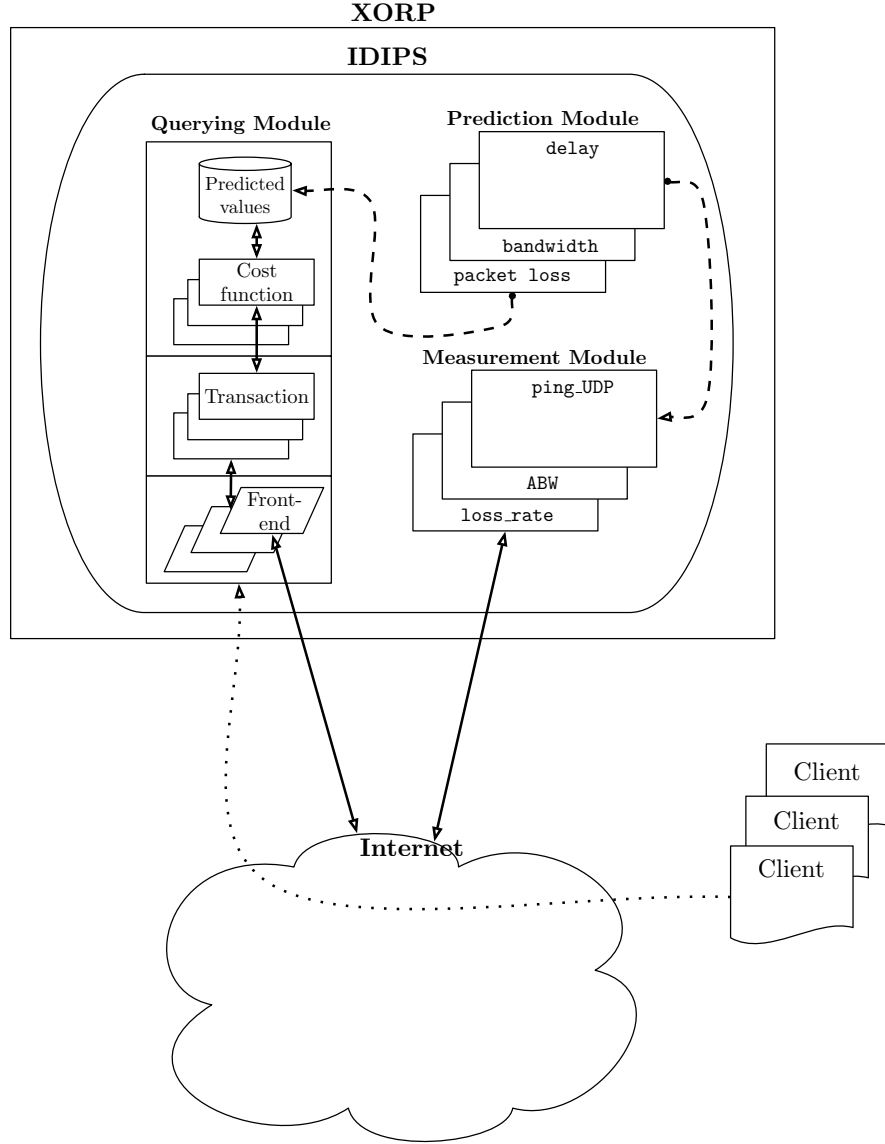 XORP
IDIPS
Querying Module
Predicted
values
Cost
function
Transaction
Front-
end
Prediction Module
delay
bandwidth
packet loss
Measurement Module
ping_UDP
ABW
loss_rate
Client
Client
Client
Internet